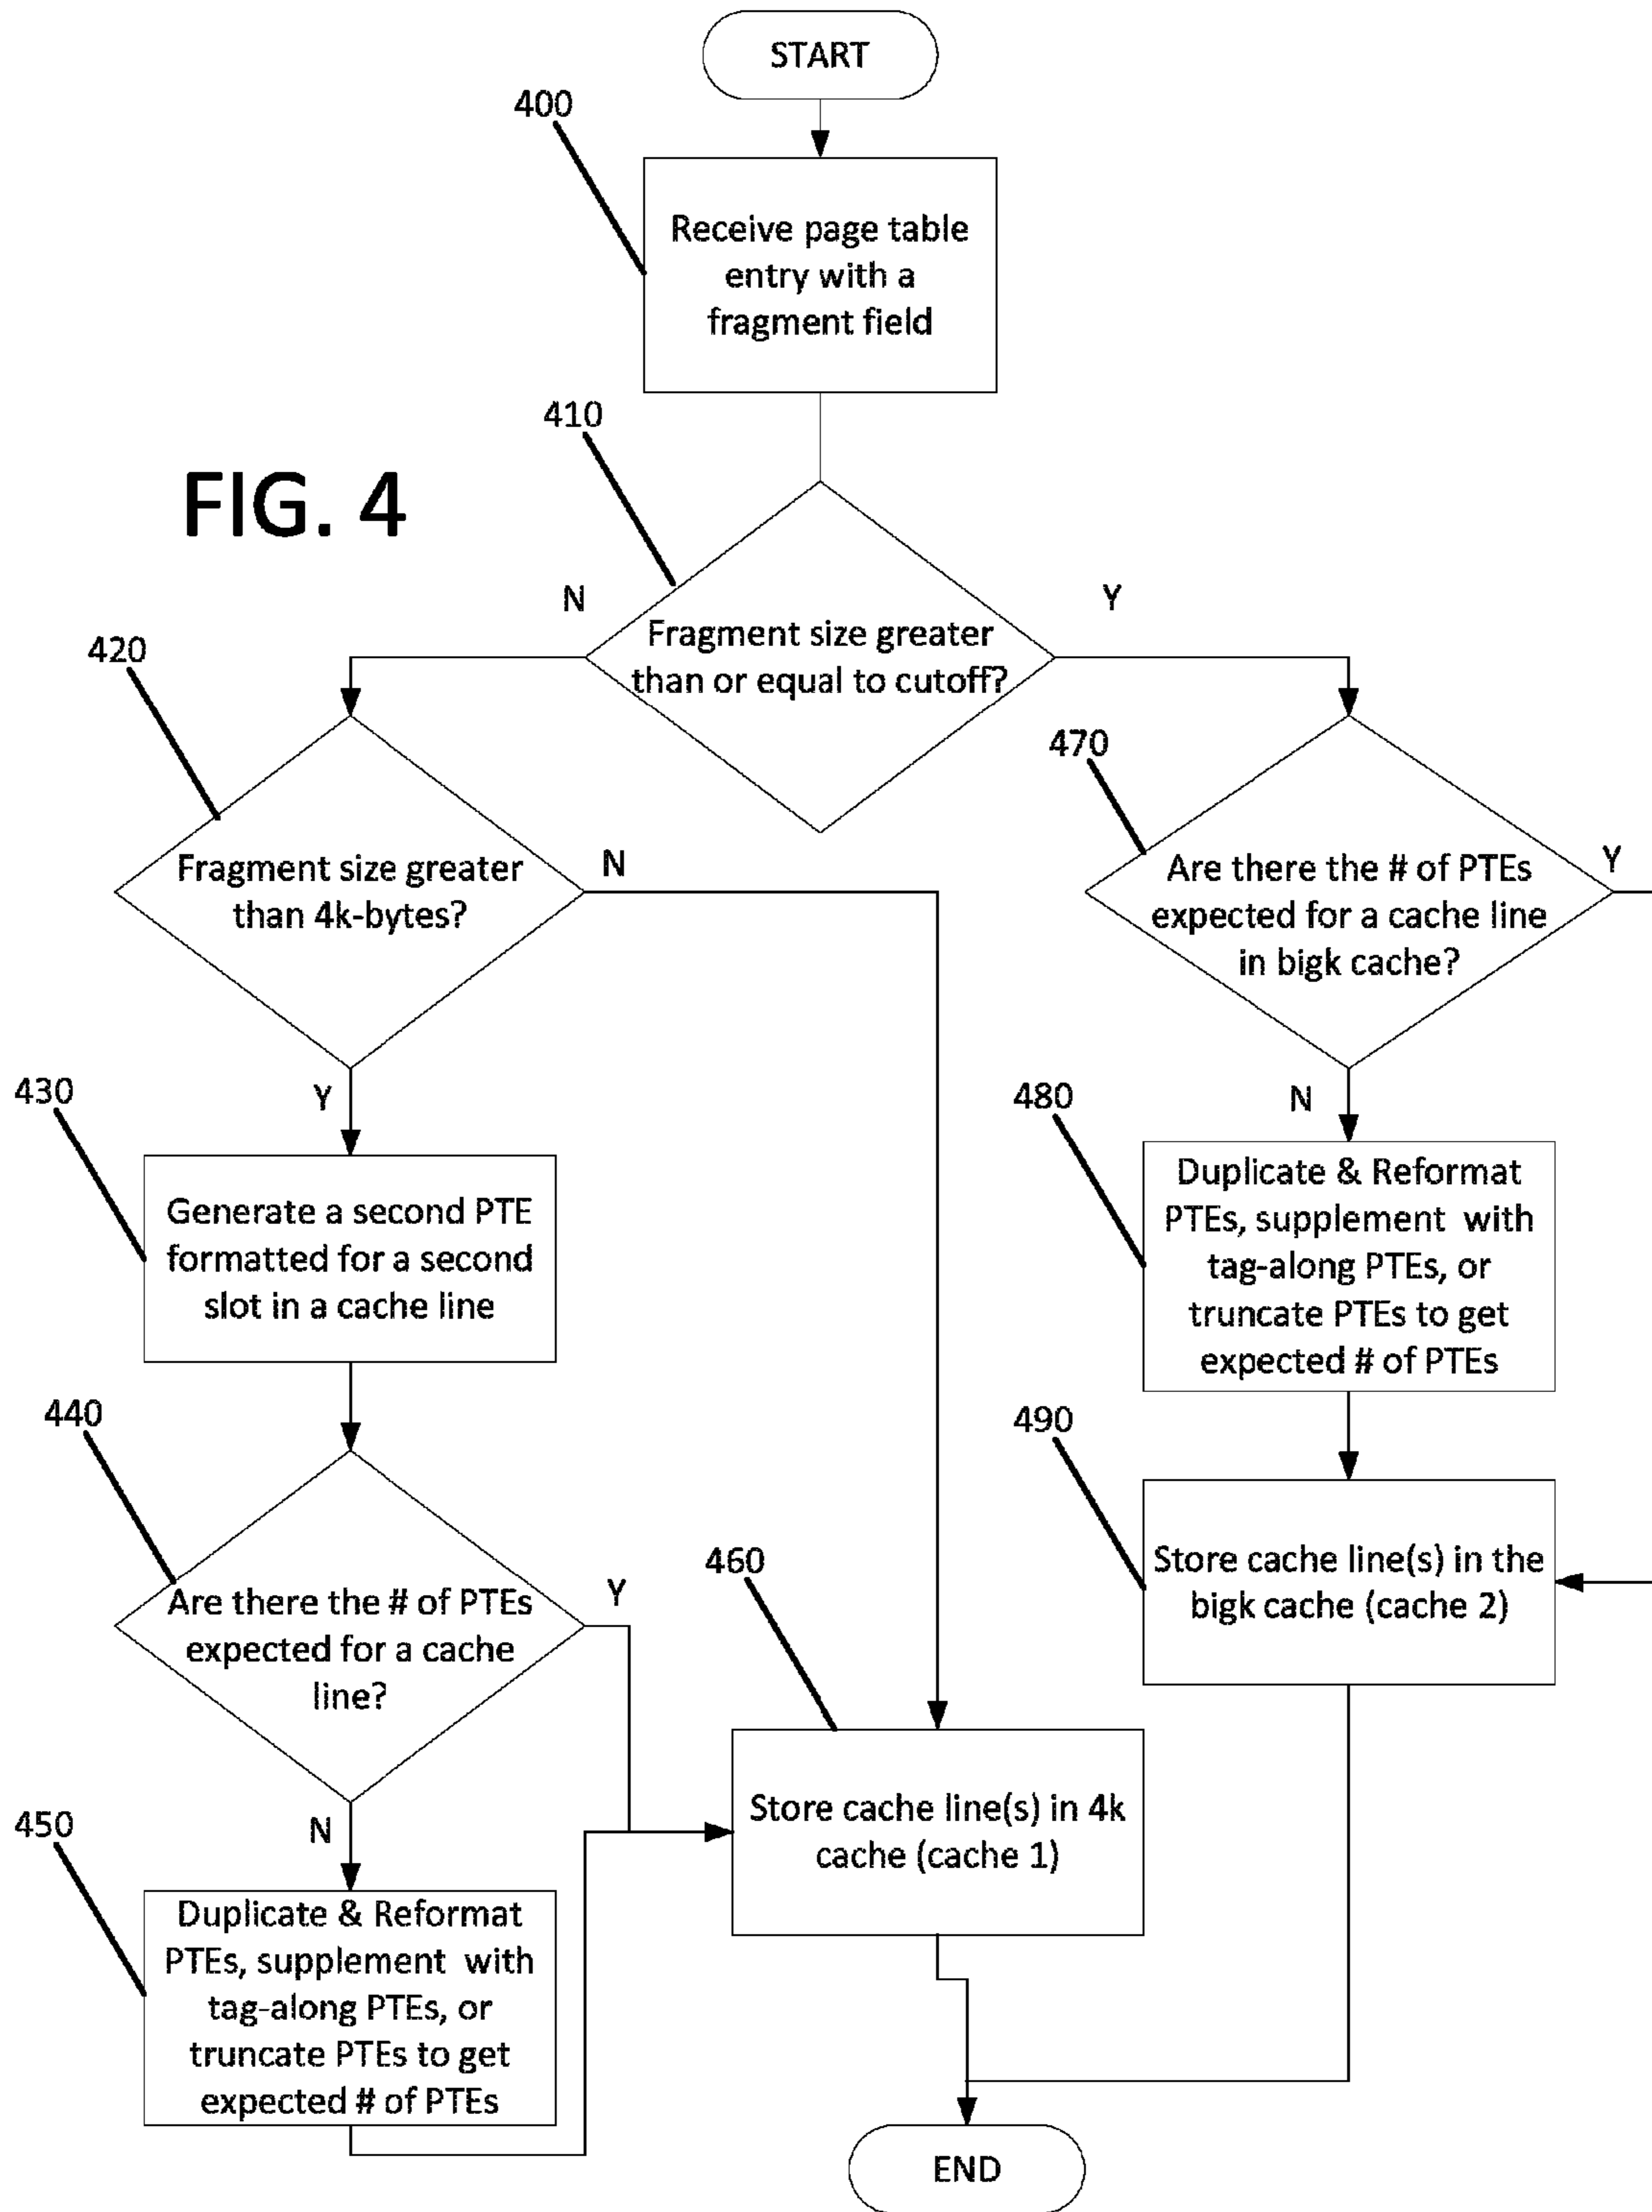 START
400
Receive page table
entry with a
fragment field
410
FIG. 4
N
Y
Fragment size greater
than or equal to cutoff?
420
Fragment size greater
than 4k-bytes?
N
Y
470
Are there the # of PTEs
expected for a cache line
in bigk cache?
Y
N
430
Generate a second PTE
formatted for a second
slot in a cache line
480
Duplicate & Reformat
PTEs, supplement with
tag-along PTEs, or
truncate PTEs to get
expected # of PTEs
440
Are there the # of PTEs
expected for a cache
line?
Y
N
490
Store cache line(s) in the
bigk cache (cache 2)
460
Store cache line(s) in 4k
cache (cache 1)
450
Duplicate & Reformat
PTEs, supplement with
tag-along PTEs, or
truncate PTEs to get
expected # of PTEs
END